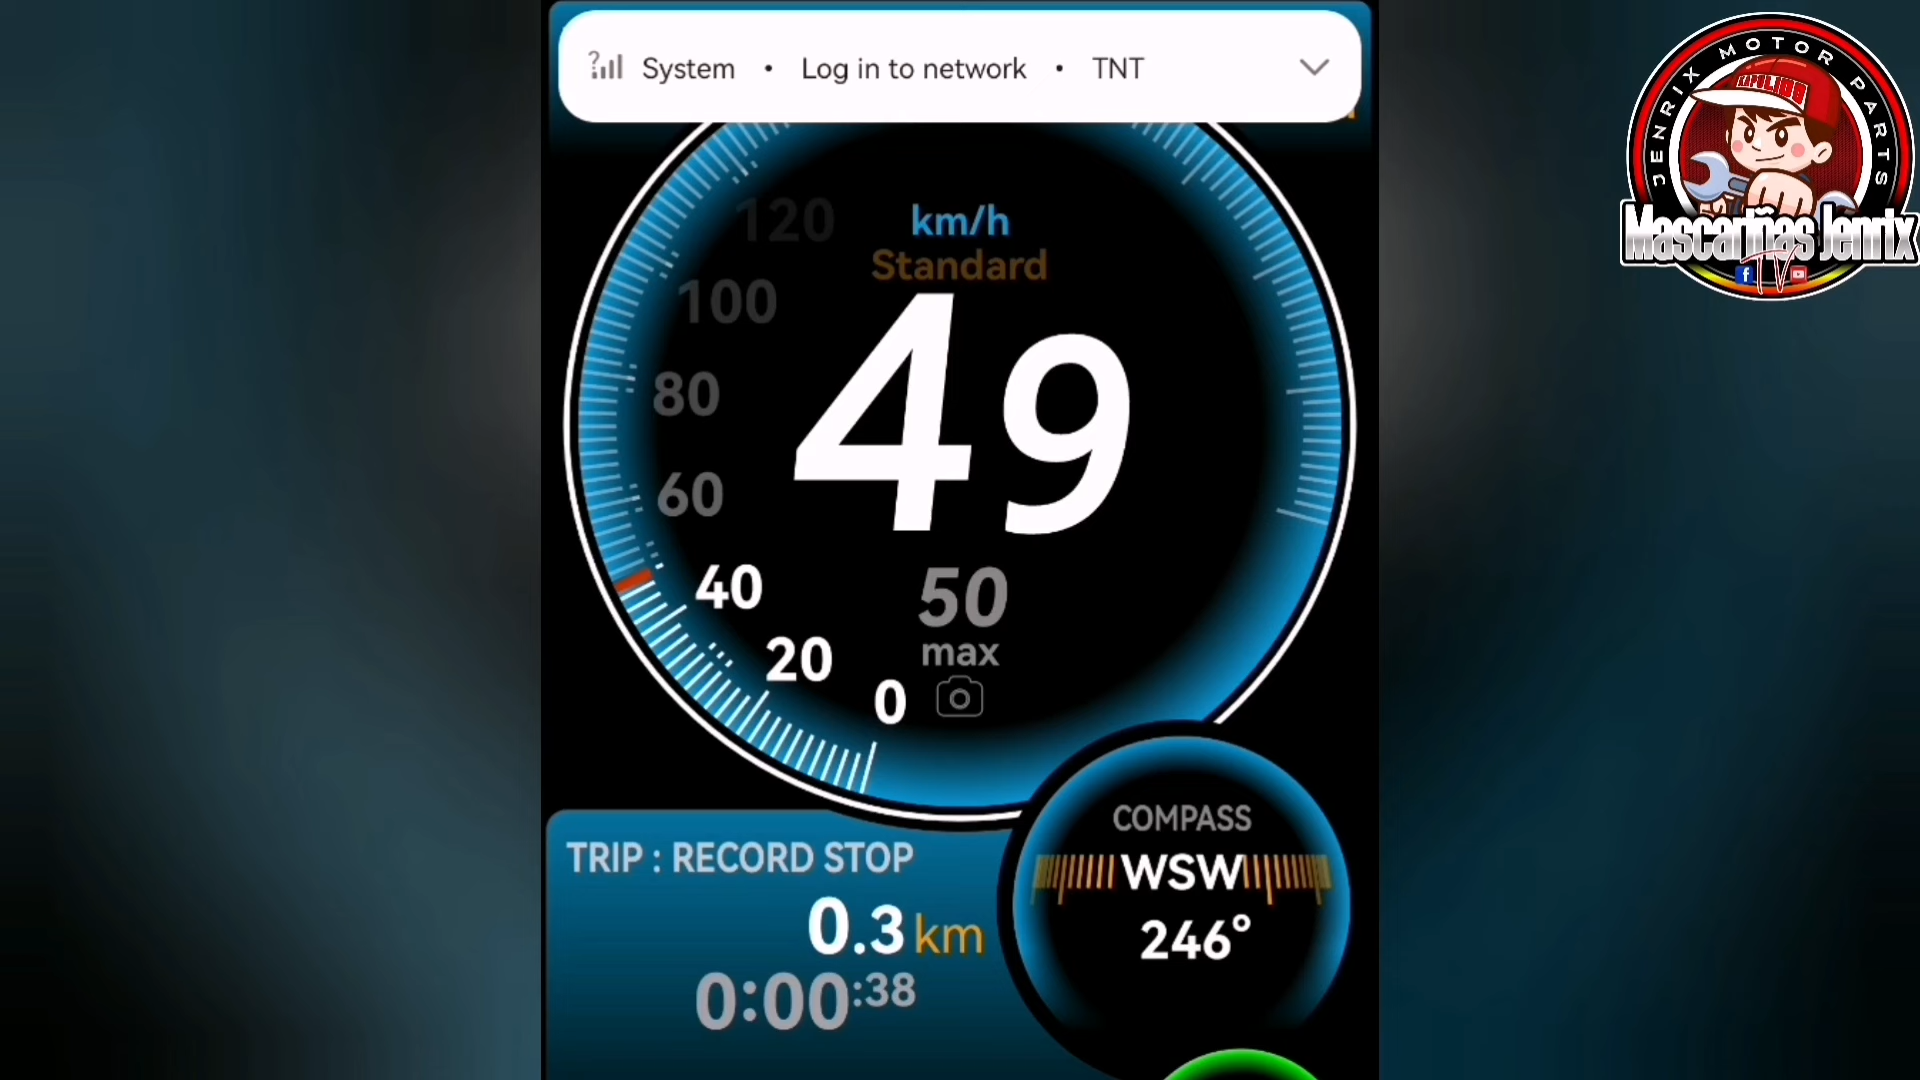 System • Log in to network • TNT
km/h
Standard
120
100
80
60
40
20
0
49
50
max
TRIP : RECORD STOP
0.3 km
0:00:38
COMPASS
WSW
246°
JENRIX MOTOR PARTS
KAPOLIDO
Mascariñas Jenrix
TV